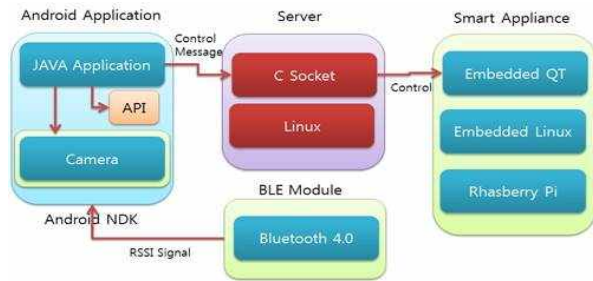 Android Application
Server
Smart Appliance
JAVA Application
Control
Message
C Socket
Control
Embedded QT
API
Linux
Embedded Linux
Camera
BLE Module
Rhasberry Pi
Android NDK
Bluetooth 4.0
RSSI Signal